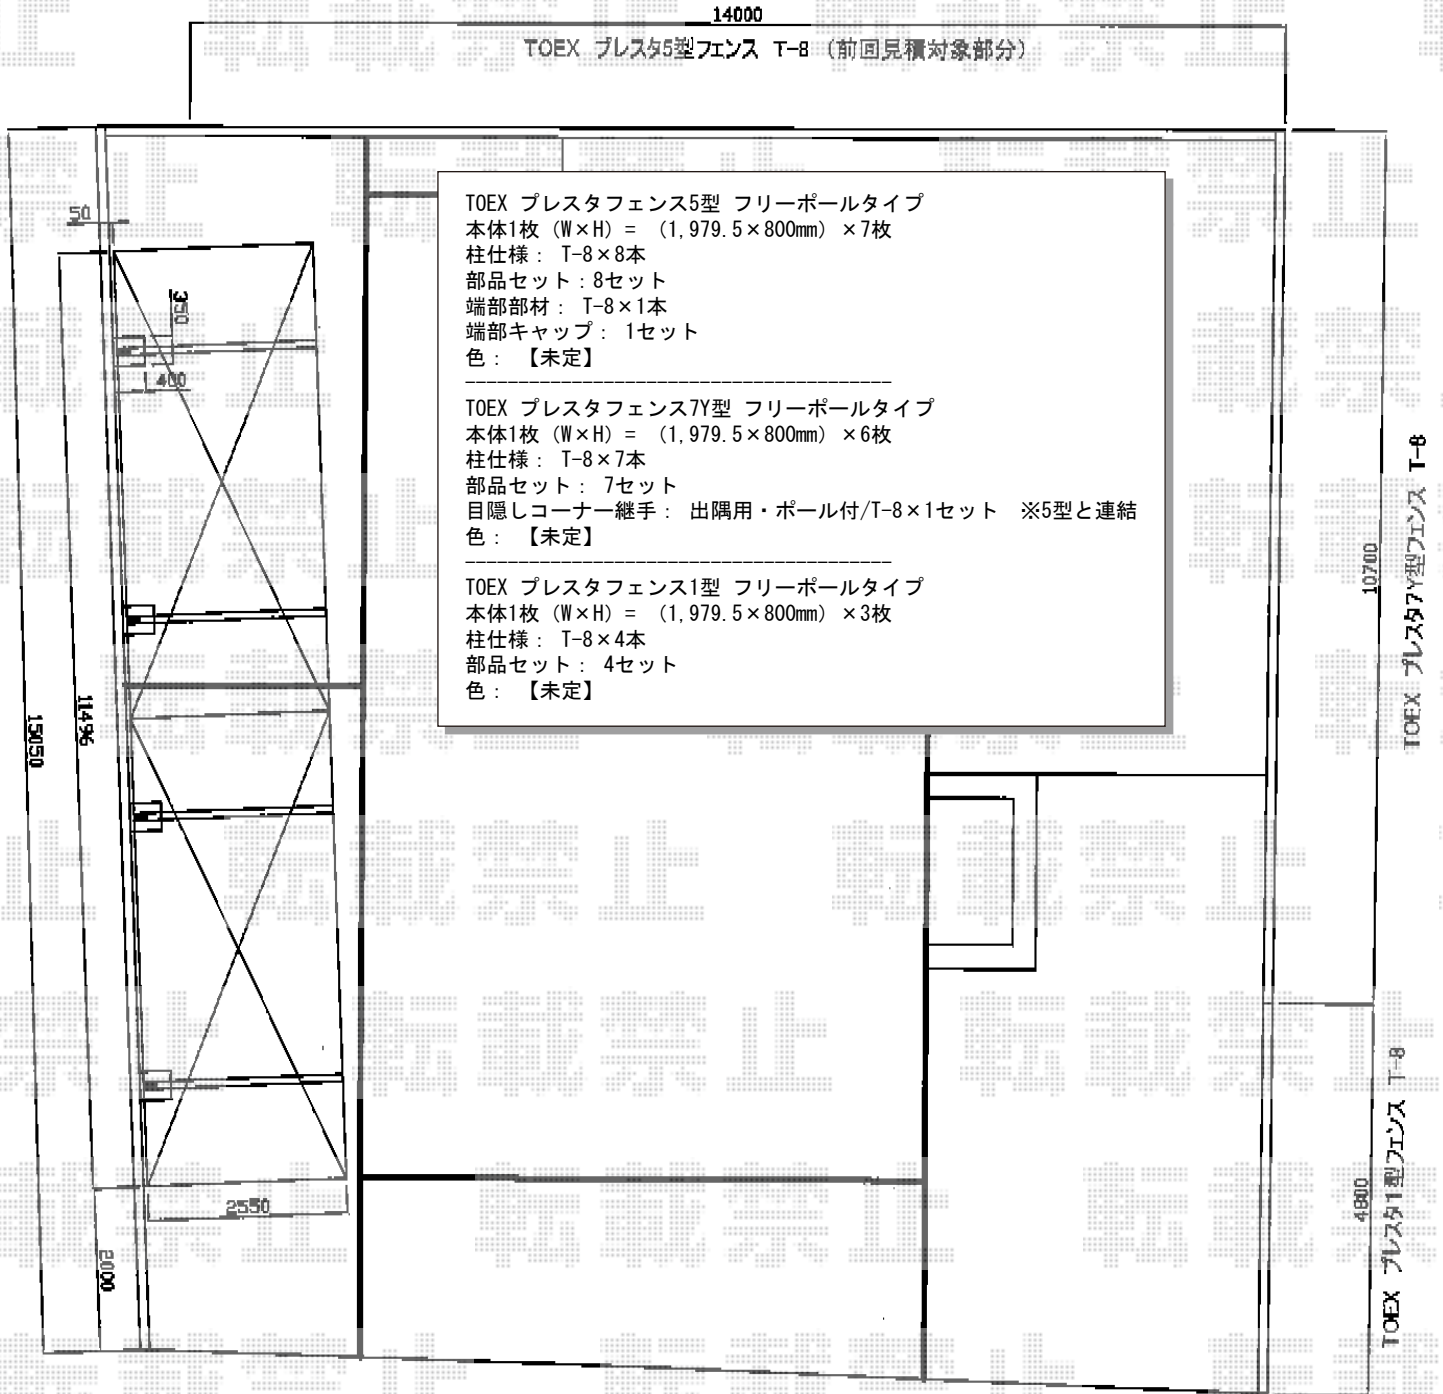 14000
TOEX プレスタ5型フェンス T-8 (前回見積対象部分)
50
350
400
11496
15050
2550
2000
TOEX プレスタフェンス5型 フリーポールタイプ
本体1枚 (W×H) = (1,979.5×800mm) ×7枚
柱仕様: T-8×8本
部品セット:8セット
端部部材: T-8×1本
端部キャップ: 1セット
色: 【未定】
----------------------------------------
TOEX プレスタフェンス7Y型 フリーポールタイプ
本体1枚 (W×H) = (1,979.5×800mm) ×6枚
柱仕様: T-8×7本
部品セット: 7セット
目隠しコーナー継手: 出隅用・ポール付/T-8×1セット ※5型と連結
色: 【未定】
----------------------------------------
TOEX プレスタフェンス1型 フリーポールタイプ
本体1枚 (W×H) = (1,979.5×800mm) ×3枚
柱仕様: T-8×4本
部品セット: 4セット
色: 【未定】
10700
TOEX プレスタ7Y型フェンス T-8
4800
TOEX プレスタ1型フェンス T-8
転載禁止